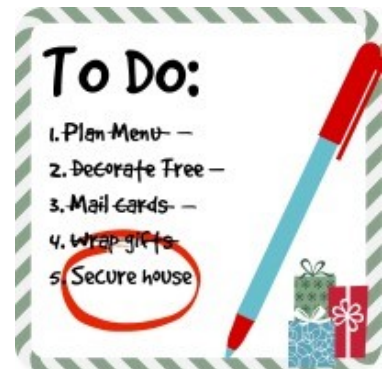 To Do:
1. Plan Menu
2. Decorate Tree
3. Mail Cards
4. Wrap gifts
5. Secure house